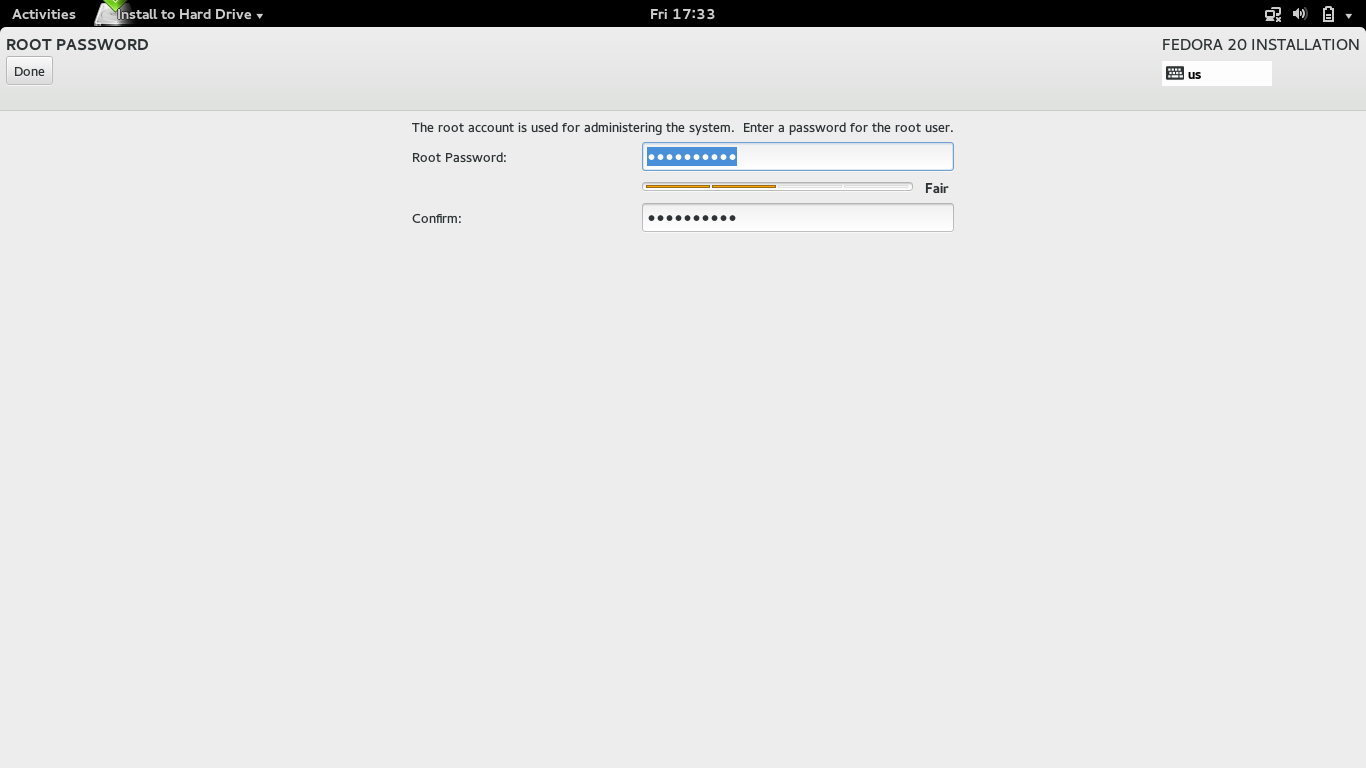 Activities Install to Hard Drive Fri 17:33
ROOT PASSWORD FEDORA 20 INSTALLATION
Done us
The root account is used for administering the system.  Enter a password for the root user.
Root Password: ●●●●●●●●●●
Fair
Confirm: ●●●●●●●●●●